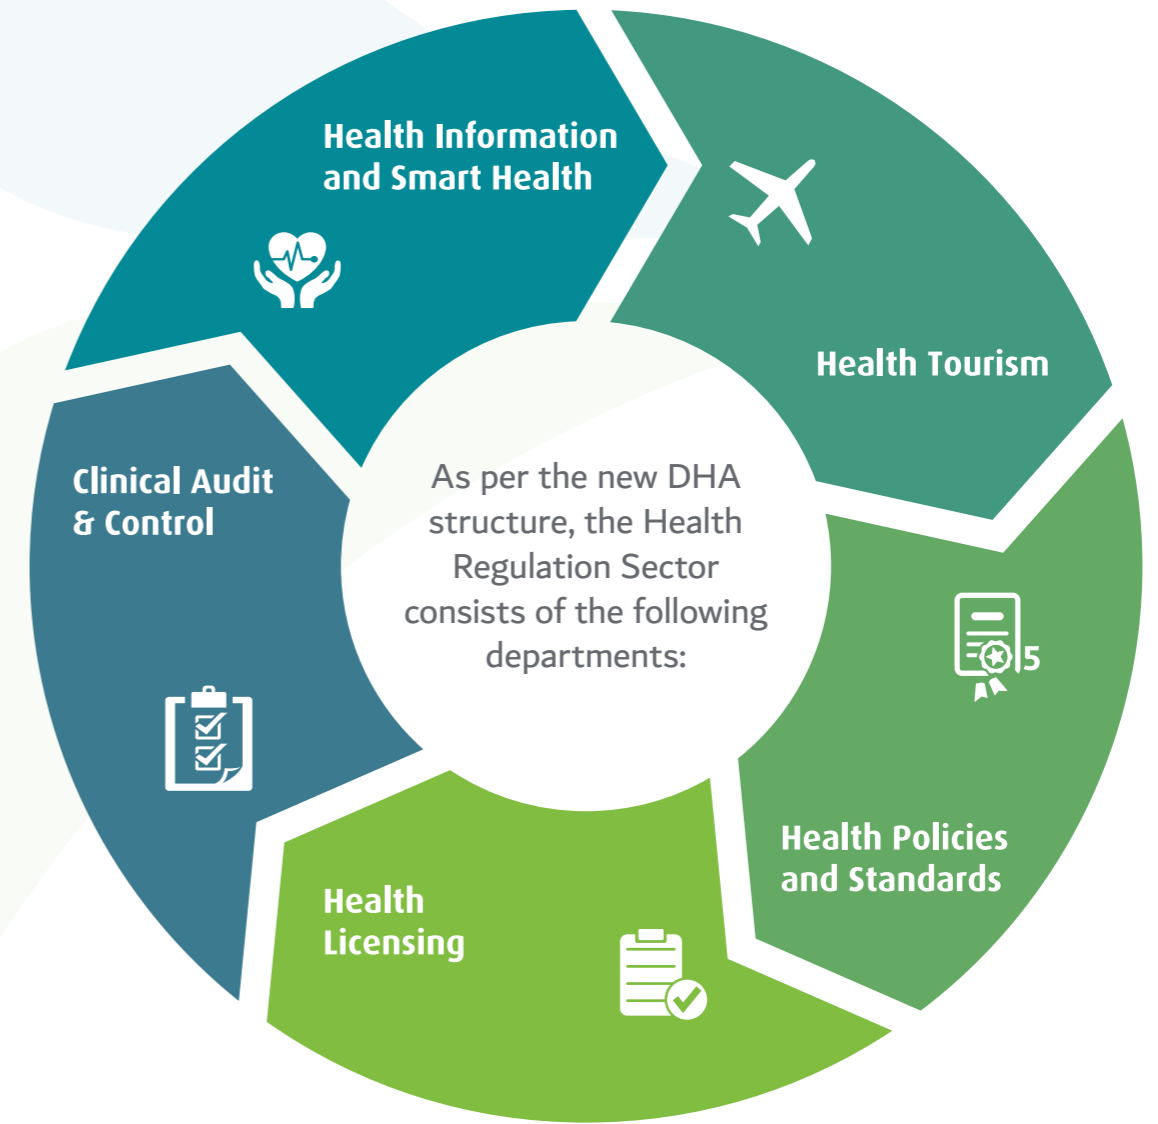 Health Information
and Smart Health
Health Tourism
Clinical Audit
& Control
As per the new DHA
structure, the Health
Regulation Sector
consists of the following
departments:
5
Health Policies
and Standards
Health
Licensing